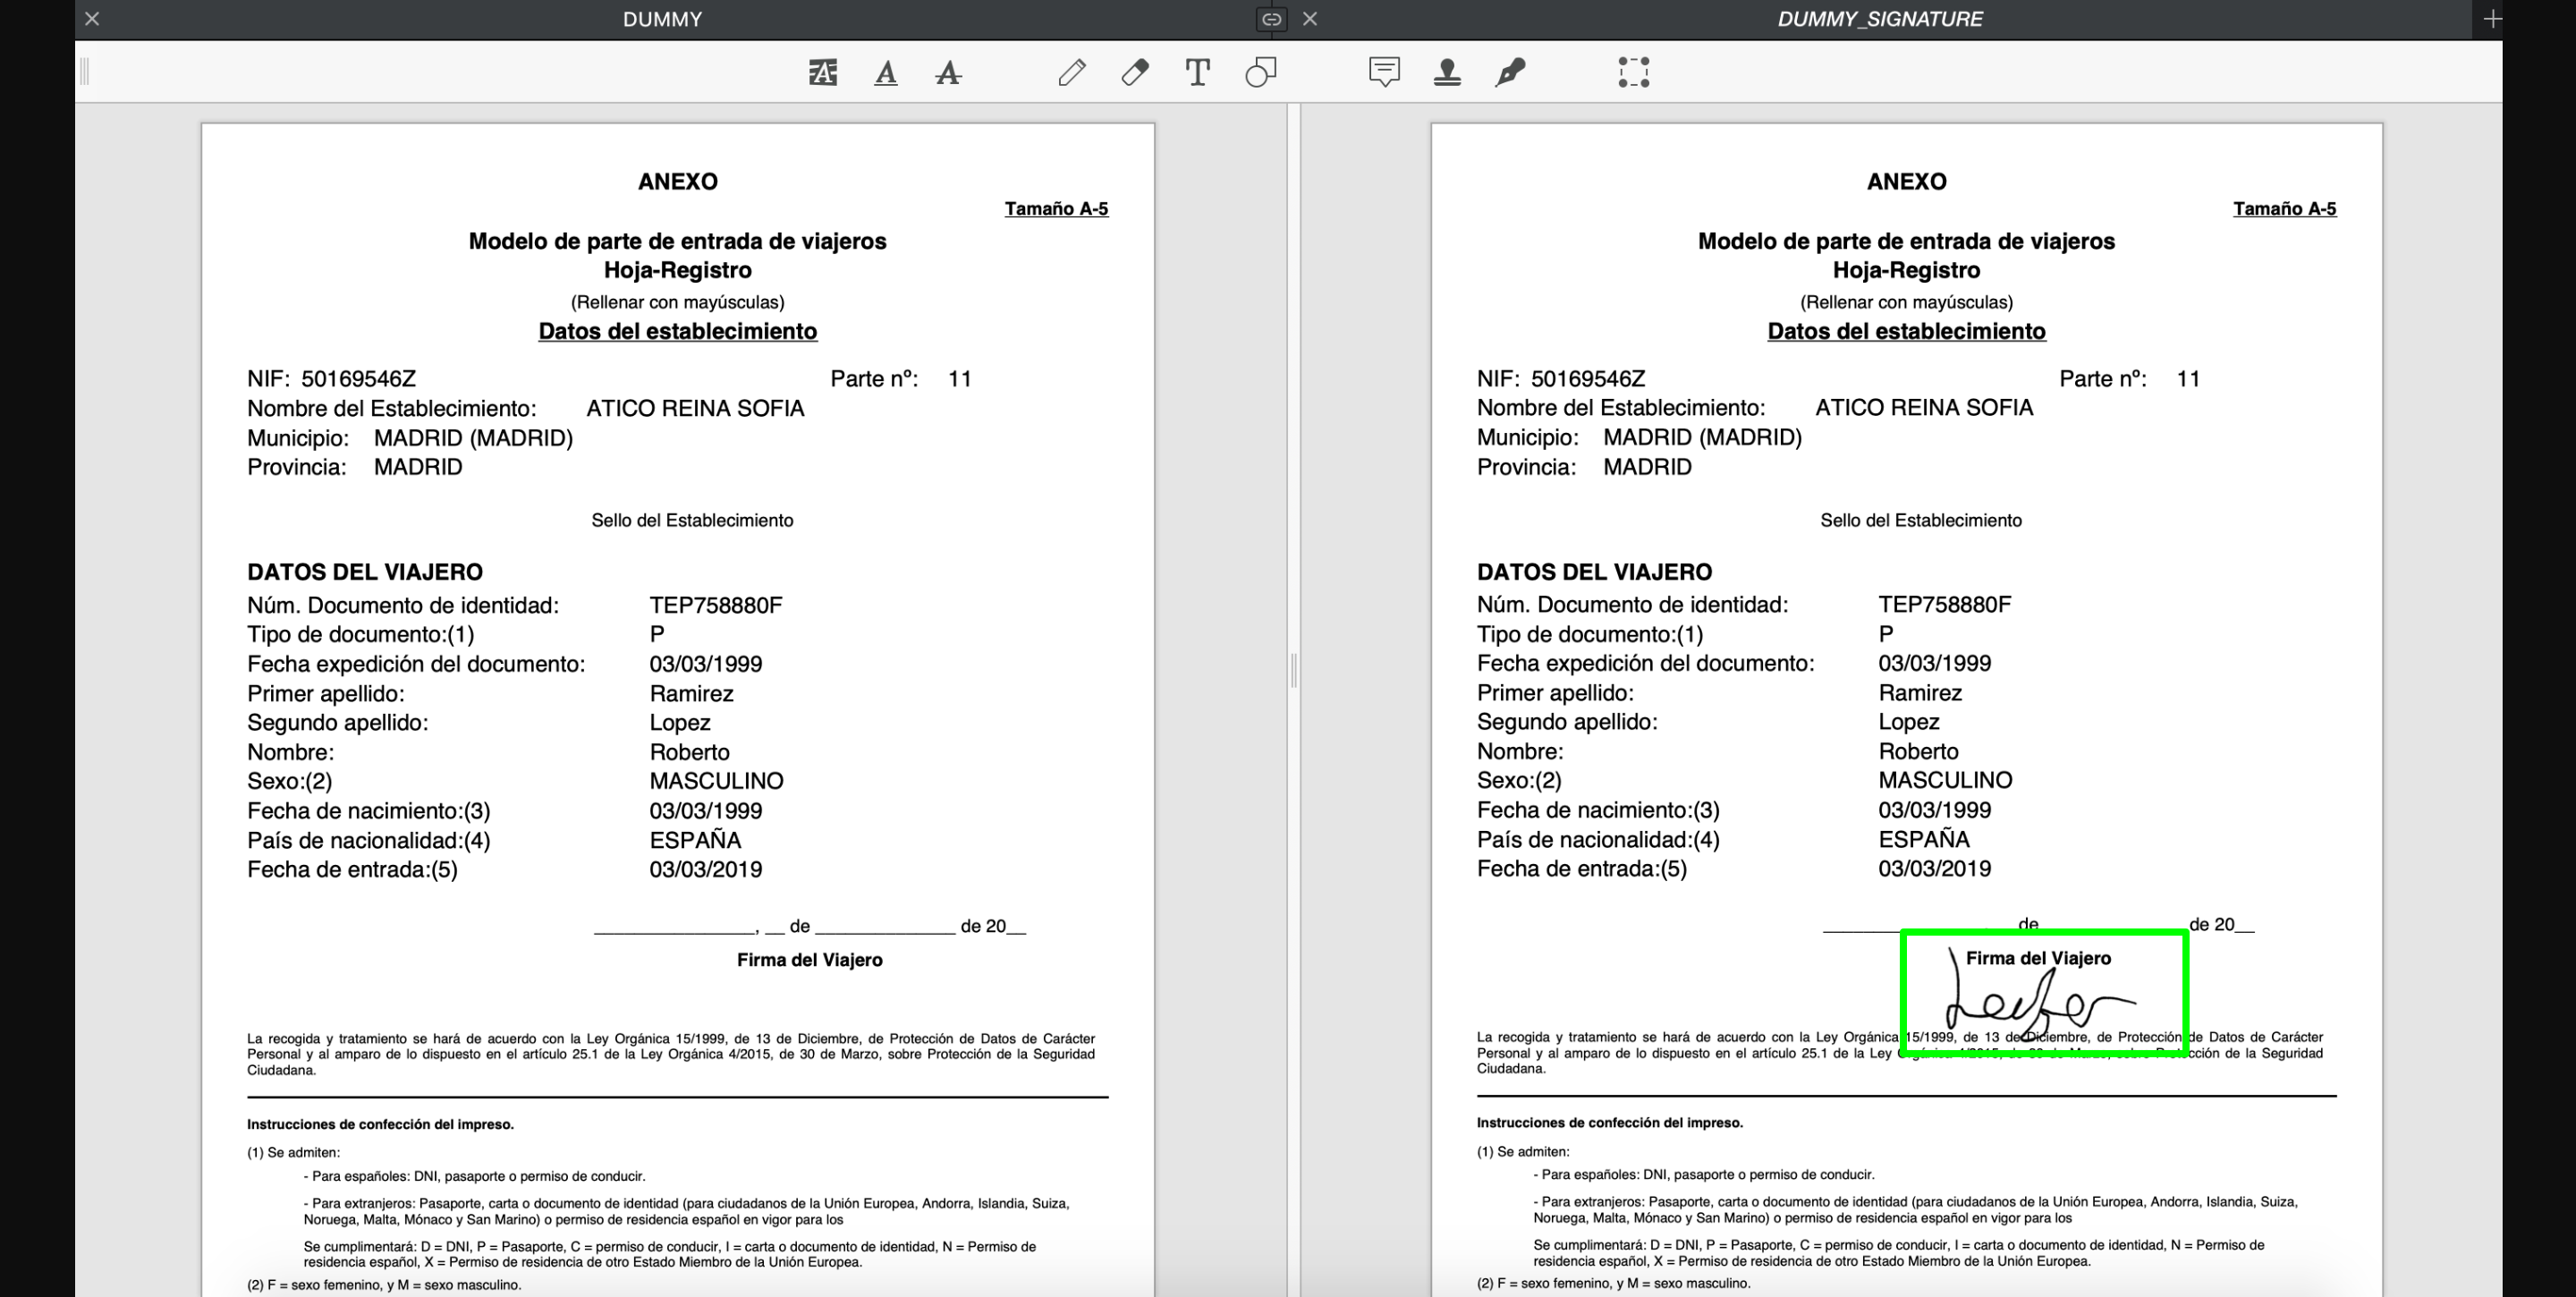 DUMMY
ANEXO
Tamaño A-5
Modelo de parte de entrada de viajeros
Hoja-Registro
(Rellenar con mayúsculas)
Datos del establecimiento
NIF: 50169546Z Parte nº: 11
Nombre del Establecimiento: ATICO REINA SOFIA
Municipio: MADRID (MADRID)
Provincia: MADRID
Sello del Establecimiento
DATOS DEL VIAJERO
Núm. Documento de identidad: TEP758880F
Tipo de documento:(1) P
Fecha expedición del documento: 03/03/1999
Primer apellido: Ramirez
Segundo apellido: Lopez
Nombre: Roberto
Sexo:(2) MASCULINO
Fecha de nacimiento:(3) 03/03/1999
País de nacionalidad:(4) ESPAÑA
Fecha de entrada:(5) 03/03/2019
________________, __ de ______________ de 20__
Firma del Viajero
La recogida y tratamiento se hará de acuerdo con la Ley Orgánica 15/1999, de 13 de Diciembre, de Protección de Datos de Carácter
Personal y al amparo de lo dispuesto en el artículo 25.1 de la Ley Orgánica 4/2015, de 30 de Marzo, sobre Protección de la Seguridad
Ciudadana.
Instrucciones de confección del impreso.
(1) Se admiten:
- Para españoles: DNI, pasaporte o permiso de conducir.
- Para extranjeros: Pasaporte, carta o documento de identidad (para ciudadanos de la Unión Europea, Andorra, Islandia, Suiza,
Noruega, Malta, Mónaco y San Marino) o permiso de residencia español en vigor para los
Se cumplimentará: D = DNI, P = Pasaporte, C = permiso de conducir, I = carta o documento de identidad, N = Permiso de
residencia español, X = Permiso de residencia de otro Estado Miembro de la Unión Europea.
(2) F = sexo femenino, y M = sexo masculino.
DUMMY_SIGNATURE
ANEXO
Tamaño A-5
Modelo de parte de entrada de viajeros
Hoja-Registro
(Rellenar con mayúsculas)
Datos del establecimiento
NIF: 50169546Z Parte nº: 11
Nombre del Establecimiento: ATICO REINA SOFIA
Municipio: MADRID (MADRID)
Provincia: MADRID
Sello del Establecimiento
DATOS DEL VIAJERO
Núm. Documento de identidad: TEP758880F
Tipo de documento:(1) P
Fecha expedición del documento: 03/03/1999
Primer apellido: Ramirez
Segundo apellido: Lopez
Nombre: Roberto
Sexo:(2) MASCULINO
Fecha de nacimiento:(3) 03/03/1999
País de nacionalidad:(4) ESPAÑA
Fecha de entrada:(5) 03/03/2019
de de 20__
Firma del Viajero
La recogida y tratamiento se hará de acuerdo con la Ley Orgánica 15/1999, de 13 de Diciembre, de Protección de Datos de Carácter
Personal y al amparo de lo dispuesto en el artículo 25.1 de la Ley Orgánica 4/2015, de 30 de Marzo, sobre Protección de la Seguridad
Ciudadana.
Instrucciones de confección del impreso.
(1) Se admiten:
- Para españoles: DNI, pasaporte o permiso de conducir.
- Para extranjeros: Pasaporte, carta o documento de identidad (para ciudadanos de la Unión Europea, Andorra, Islandia, Suiza,
Noruega, Malta, Mónaco y San Marino) o permiso de residencia español en vigor para los
Se cumplimentará: D = DNI, P = Pasaporte, C = permiso de conducir, I = carta o documento de identidad, N = Permiso de
residencia español, X = Permiso de residencia de otro Estado Miembro de la Unión Europea.
(2) F = sexo femenino, y M = sexo masculino.